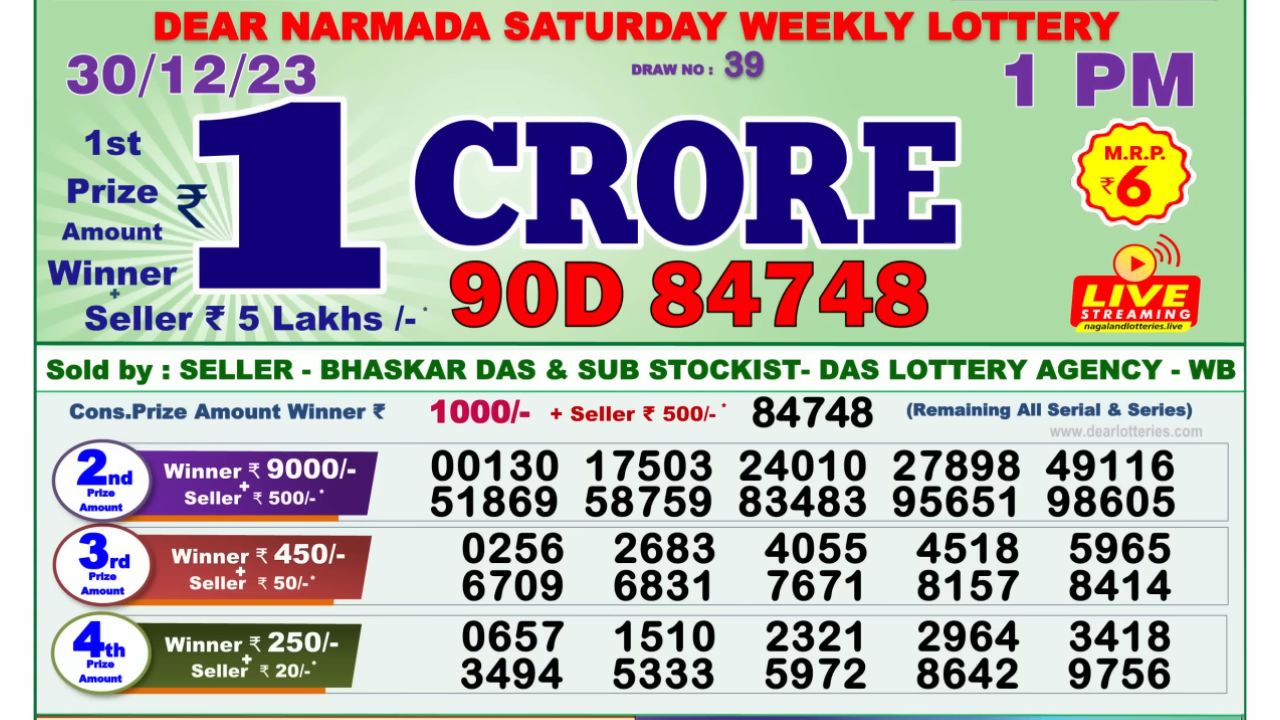 DEAR NARMADA SATURDAY WEEKLY LOTTERY
30/12/23
DRAW NO : 39
1 PM
1st
Prize
Amount
₹ 1 CRORE
M.R.P.
₹6
Winner
+
Seller ₹ 5 Lakhs /-*
90D 84748
LIVE
STREAMING
nagalandlotteries.live
Sold by : SELLER - BHASKAR DAS & SUB STOCKIST- DAS LOTTERY AGENCY - WB
Cons.Prize Amount Winner ₹ 1000/- + Seller ₹ 500/-* 84748 (Remaining All Serial & Series)
www.dearlotteries.com
2nd
Prize
Amount
Winner ₹ 9000/-
+
Seller ₹ 500/-*
00130 17503 24010 27898 49116
51869 58759 83483 95651 98605
3rd
Prize
Amount
Winner ₹ 450/-
+
Seller ₹ 50/-*
0256 2683 4055 4518 5965
6709 6831 7671 8157 8414
4th
Prize
Amount
Winner ₹ 250/-
+
Seller ₹ 20/-*
0657 1510 2321 2964 3418
3494 5333 5972 8642 9756